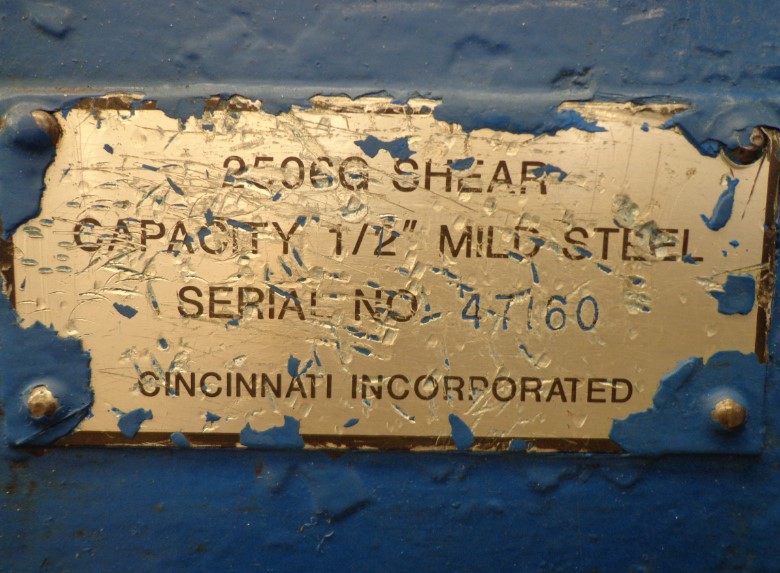 2506G SHEAR
CAPACITY 1/2" MILD STEEL
SERIAL NO. 47160
CINCINNATI INCORPORATED